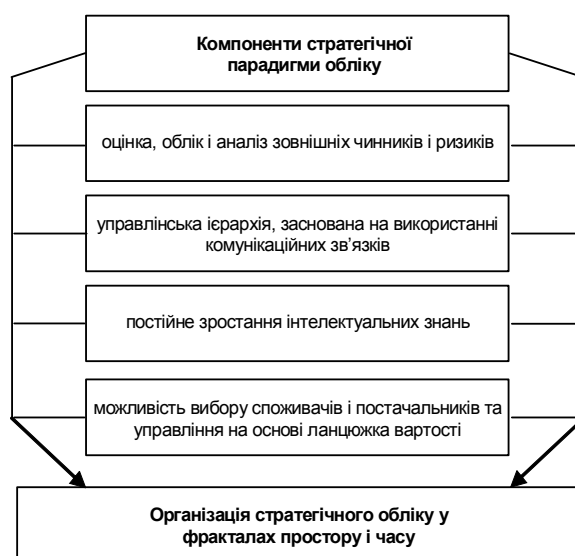 Компоненти стратегічної
парадигми обліку
оцінка, облік і аналіз зовнішніх чинників і ризиків
управлінська ієрархія, заснована на використанні
комунікаційних зв'язків
постійне зростання інтелектуальних знань
можливість вибору споживачів і постачальників та
управління на основі ланцюжка вартості
Організація стратегічного обліку у
фракталах простору і часу